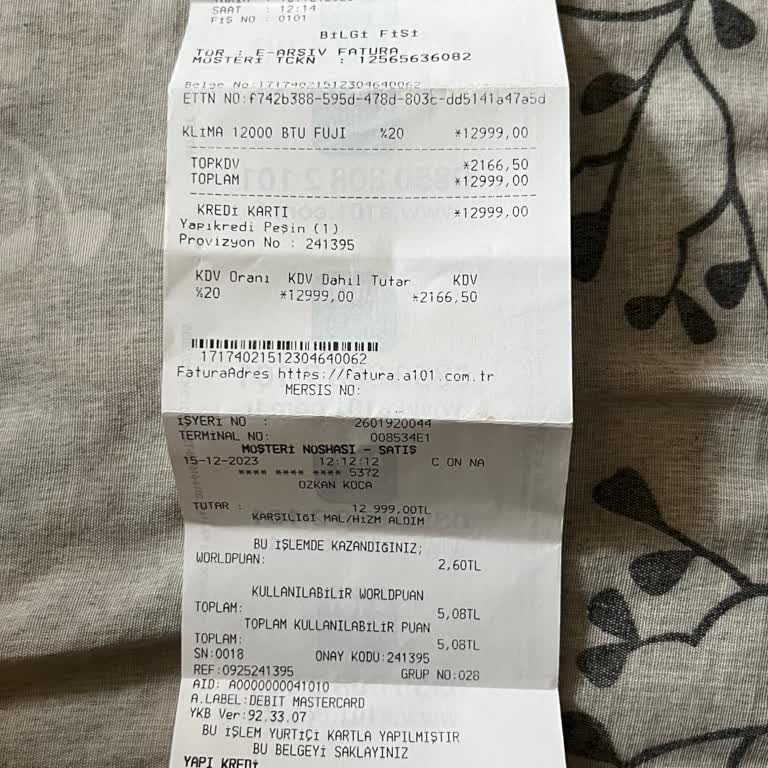 SAAT : 12:14
FİŞ NO : 0101
BİLGİ FİŞİ
TÜR : E-ARŞİV FATURA
MÜŞTERİ TCKN : 12565636082
Belge No:17174021512304640062
ETTN NO:f742b388-595d-478d-803c-dd5141a47a5d
KLİMA 12000 BTU FUJI %20 *12999,00
TOPKDV *2166,50
TOPLAM *12999,00
KREDİ KARTI *12999,00
Yapıkredi Peşin (1)
Provizyon No : 241395
KDV Oranı KDV Dahil Tutar KDV
%20 *12999,00 *2166,50
17174021512304640062
FaturaAdres https://fatura.a101.com.tr
MERSIS NO:
İŞYERİ NO : 2601920044
TERMİNAL NO: 008534E1
MÜŞTERİ NÜSHASI - SATIŞ
15-12-2023 12:12:12 C ON NA
**** **** **** 5372
OZKAN KOCA
TUTAR : 12.999,00TL
KARŞILIĞI MAL/HİZM ALDIM
BU İŞLEMDE KAZANDIĞINIZ;
WORLDPUAN: 2,60TL
KULLANILABİLİR WORLDPUAN
TOPLAM: 5,08TL
TOPLAM KULLANILABİLİR PUAN
TOPLAM: 5,08TL
SN:0018 ONAY KODU:241395
REF:0925241395 GRUP NO:028
AID: A0000000041010
A.LABEL:DEBIT MASTERCARD
YKB Ver:92.33.07
BU İŞLEM YURTİÇİ KARTLA YAPILMIŞTIR
BU BELGEYİ SAKLAYINIZ
YAPI KREDİ